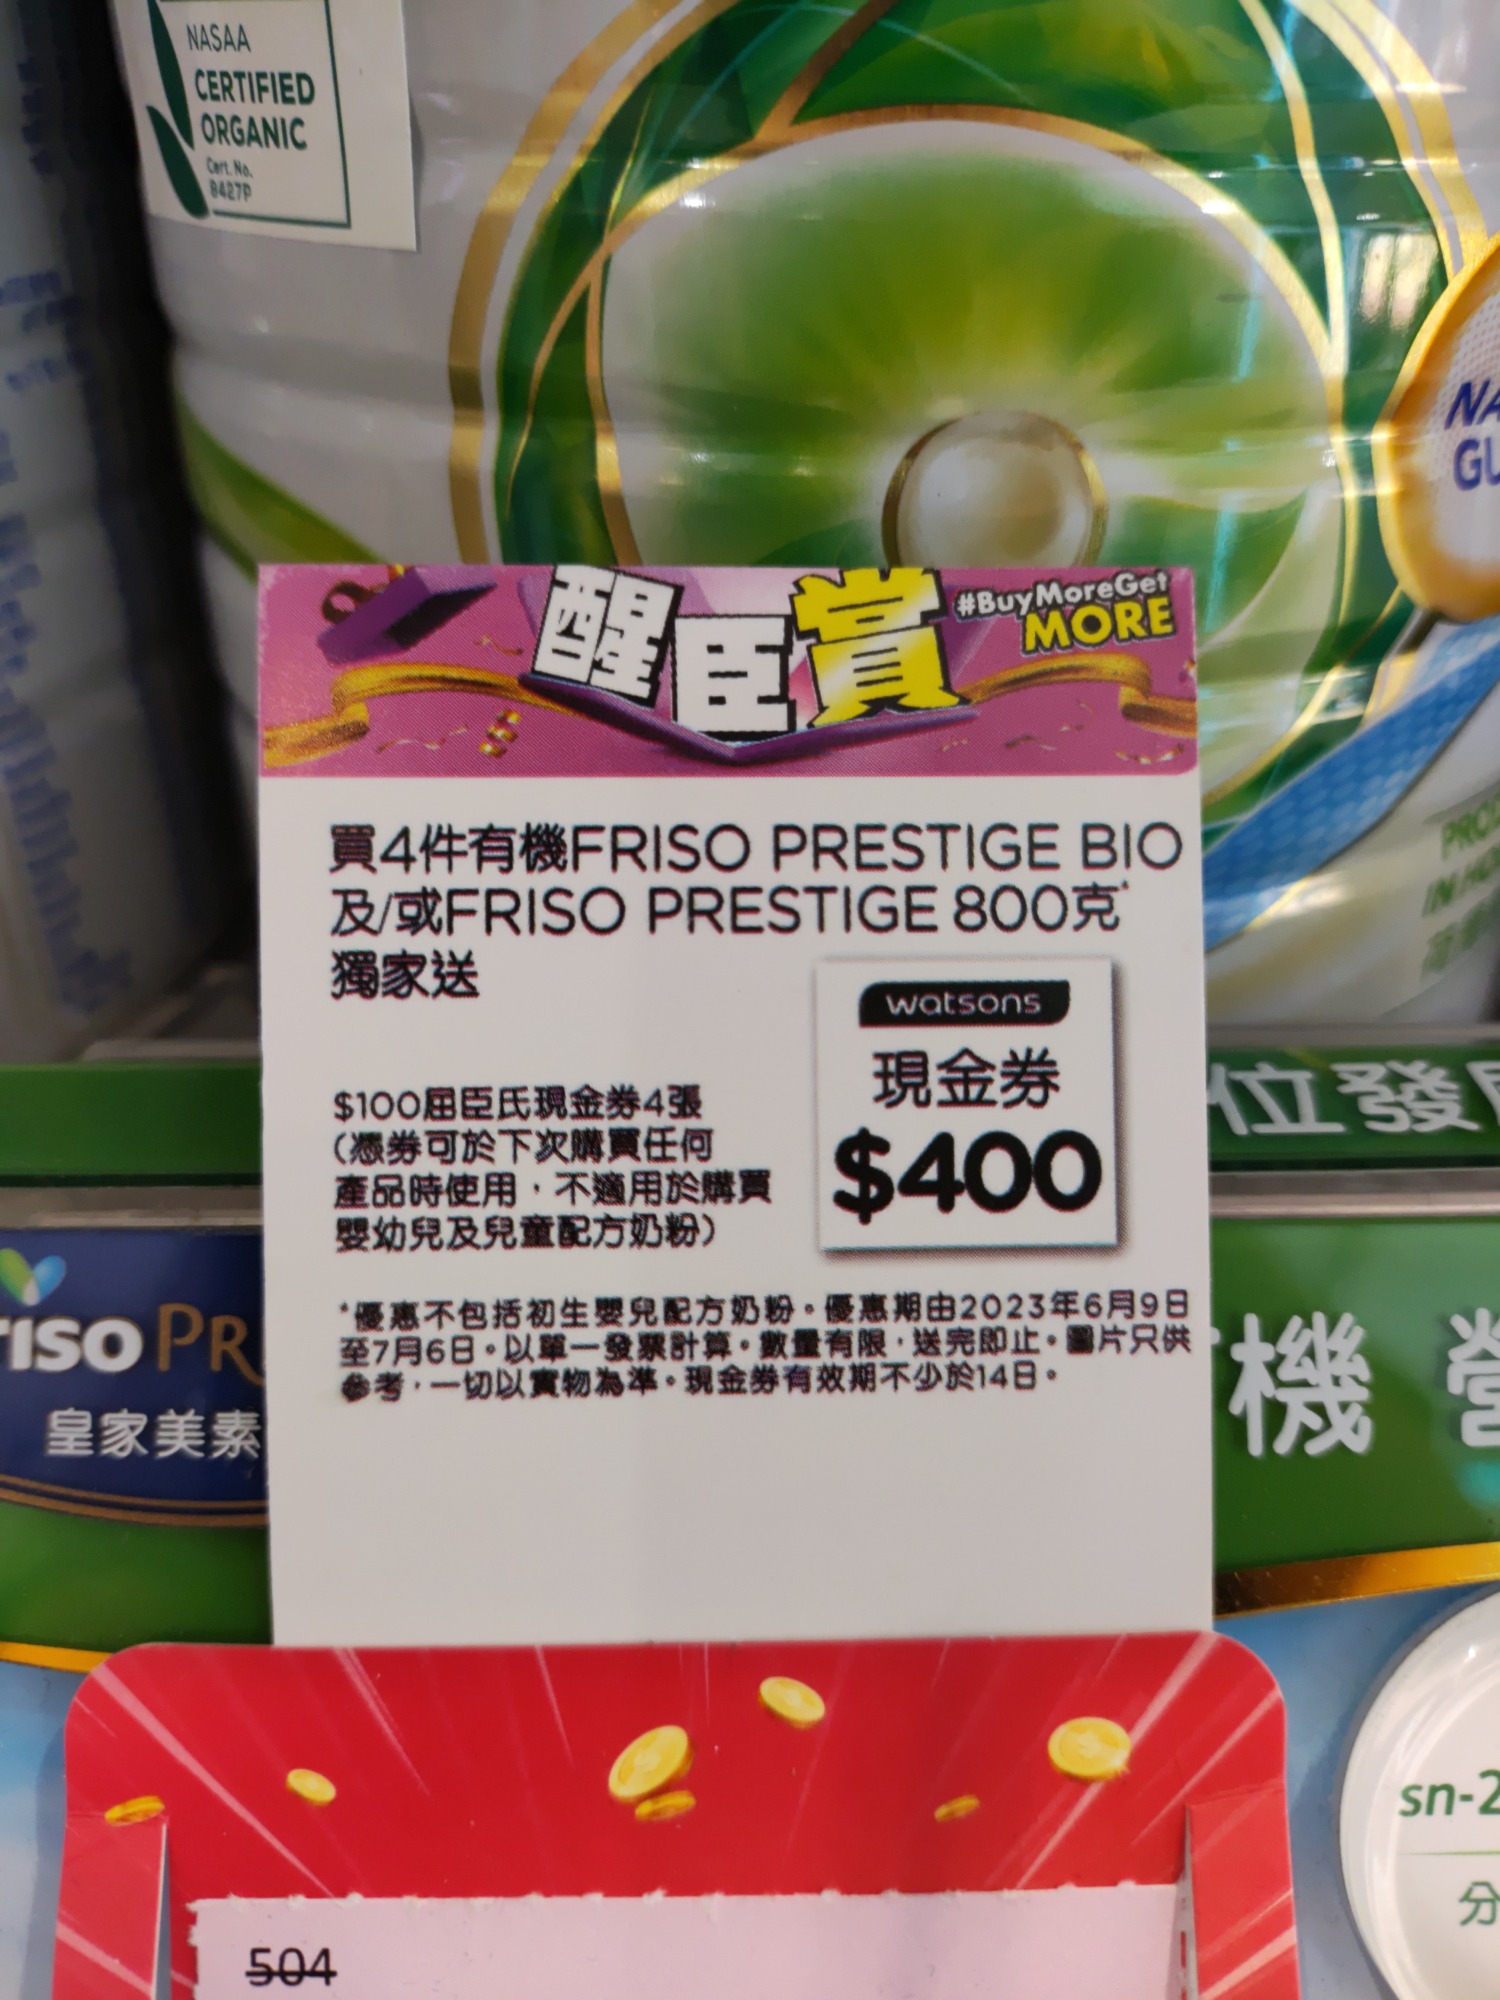 NASAA
CERTIFIED
ORGANIC
Cert. No.
8427P
醒臣賞
#BuyMoreGet
MORE
買4件有機FRISO PRESTIGE BIO
及/或FRISO PRESTIGE 800克*
獨家送
watsons
現金券
$400
$100屈臣氏現金券4張
(憑券可於下次購買任何
產品時使用，不適用於購買
嬰幼兒及兒童配方奶粉)
*優惠不包括初生嬰兒配方奶粉。優惠期由2023年6月9日
至7月6日。以單一發票計算。數量有限，送完即止。圖片只供
參考，一切以實物為準。現金券有效期不少於14日。
位發
RISO PR
皇家美素
機 營
sn-2
分
504